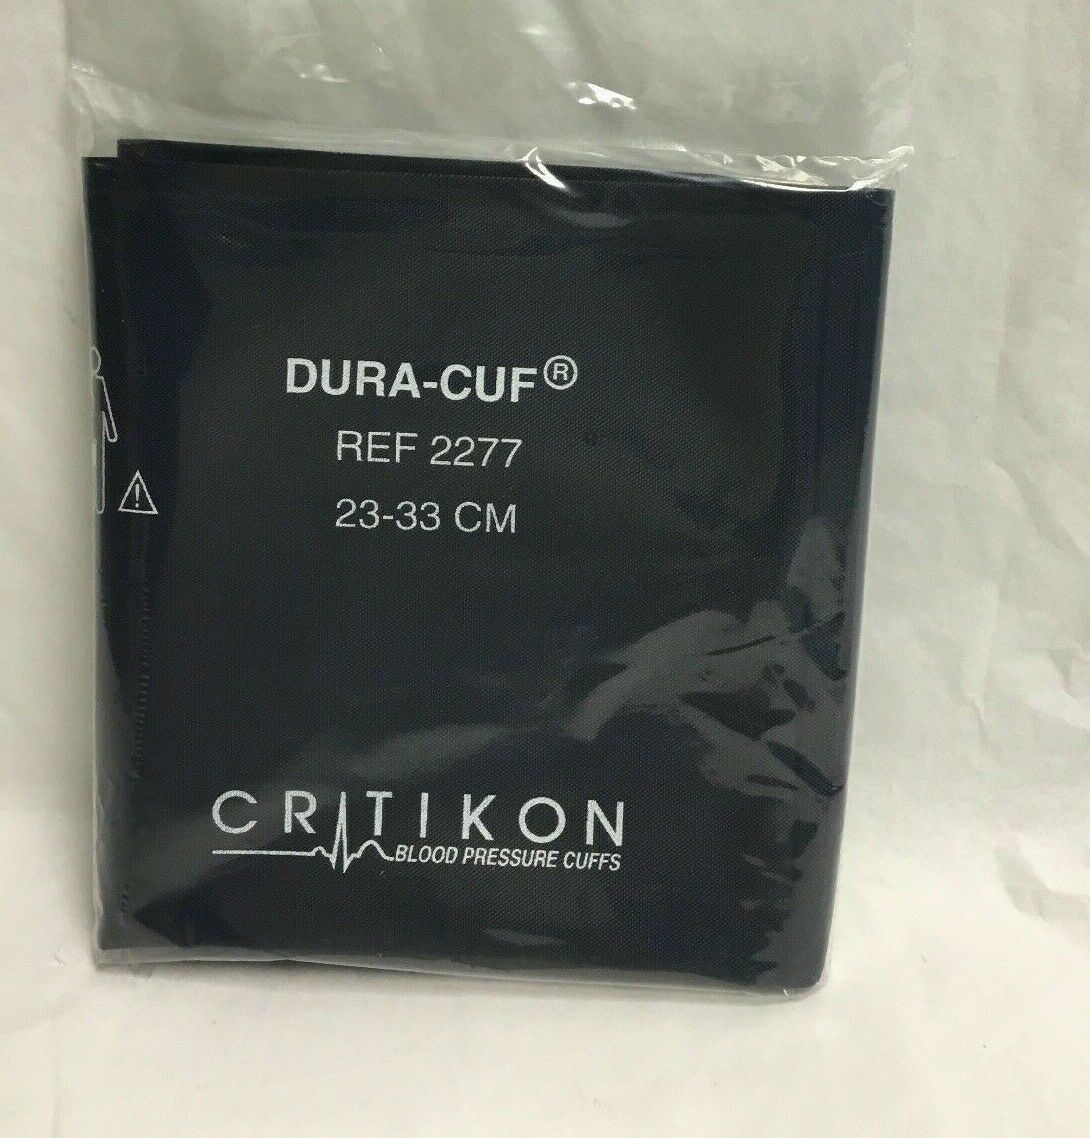 DURA-CUF®
REF 2277
23-33 CM
CRITIKON
BLOOD PRESSURE CUFFS